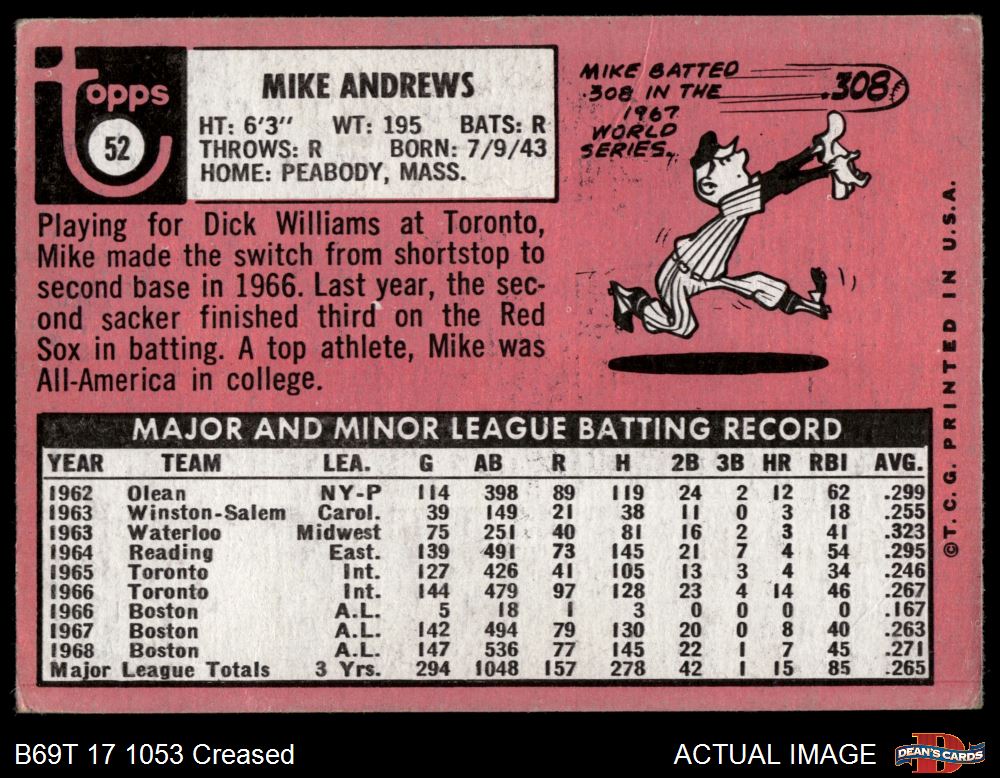 topps
52
MIKE ANDREWS
HT: 6'3" WT: 195 BATS: R
THROWS: R BORN: 7/9/43
HOME: PEABODY, MASS.
MIKE BATTED
.308 IN THE
1967
WORLD
SERIES.
.308
Playing for Dick Williams at Toronto,
Mike made the switch from shortstop to
second base in 1966. Last year, the sec-
ond sacker finished third on the Red
Sox in batting. A top athlete, Mike was
All-America in college.
MAJOR AND MINOR LEAGUE BATTING RECORD
YEAR TEAM LEA. G AB R H 2B 3B HR RBI AVG.
1962 Olean NY-P 114 398 89 119 24 2 12 62 .299
1963 Winston-Salem Carol. 39 149 21 38 11 0 3 18 .255
1963 Waterloo Midwest 75 251 40 81 16 2 3 41 .323
1964 Reading East. 139 491 73 145 21 7 4 54 .295
1965 Toronto Int. 127 426 41 105 13 3 4 34 .246
1966 Toronto Int. 144 479 97 128 23 4 14 46 .267
1966 Boston A.L. 5 18 1 3 0 0 0 0 .167
1967 Boston A.L. 142 494 79 130 20 0 8 40 .263
1968 Boston A.L. 147 536 77 145 22 1 7 45 .271
Major League Totals 3 Yrs. 294 1048 157 278 42 1 15 85 .265
©T. C. G. PRINTED IN U.S.A.
B69T 17 1053 Creased
ACTUAL IMAGE
DEAN'S CARDS